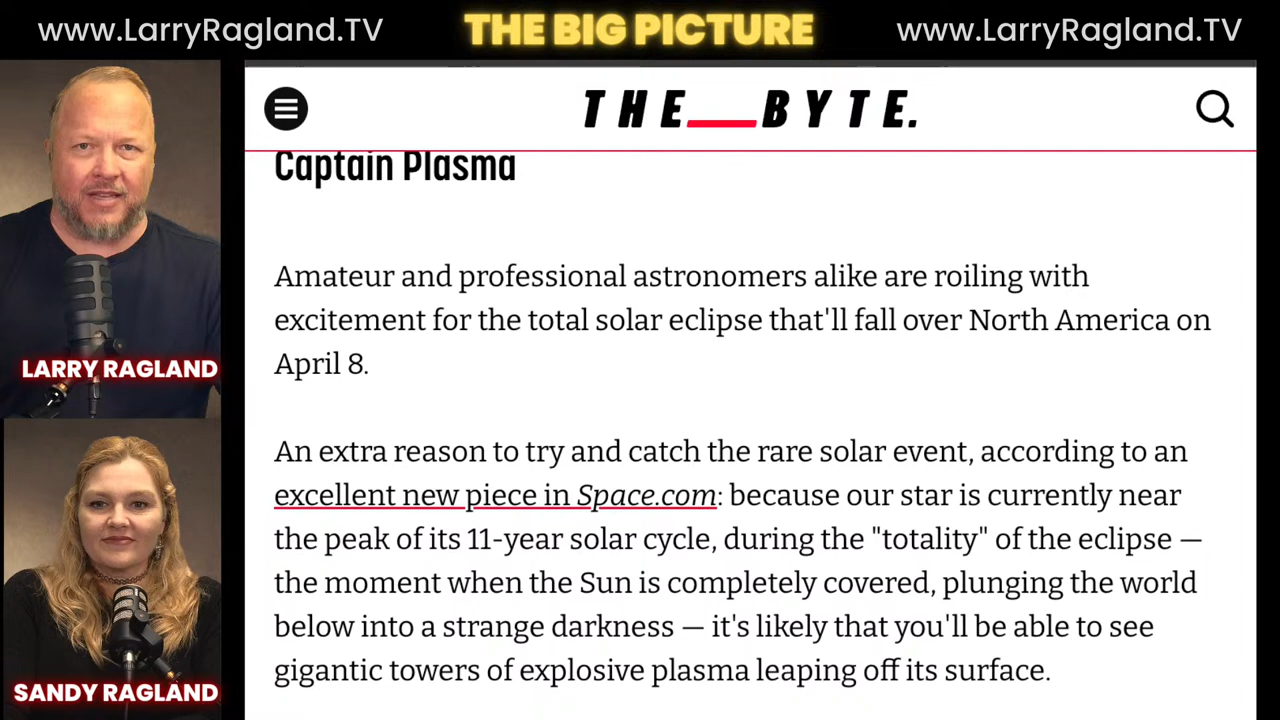 www.LarryRagland.TV
THE BIG PICTURE
www.LarryRagland.TV
THE__BYTE.
Captain Plasma
Amateur and professional astronomers alike are roiling with
excitement for the total solar eclipse that'll fall over North America on
April 8.
An extra reason to try and catch the rare solar event, according to an
excellent new piece in Space.com: because our star is currently near
the peak of its 11-year solar cycle, during the "totality" of the eclipse —
the moment when the Sun is completely covered, plunging the world
below into a strange darkness — it's likely that you'll be able to see
gigantic towers of explosive plasma leaping off its surface.
LARRY RAGLAND
SANDY RAGLAND